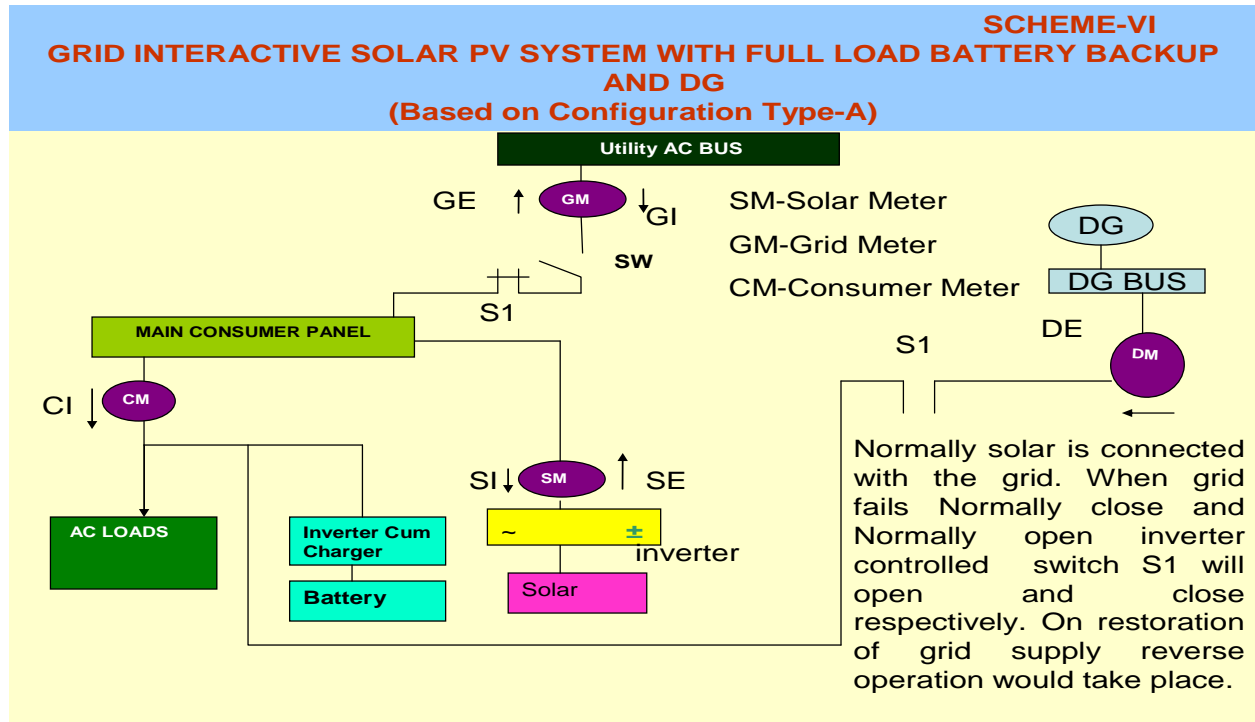 SCHEME-VI
GRID INTERACTIVE SOLAR PV SYSTEM WITH FULL LOAD BATTERY BACKUP
AND DG
(Based on Configuration Type-A)
Utility AC BUS
GE
GM
GI
SW
S1
SM-Solar Meter
GM-Grid Meter
CM-Consumer Meter
DG
DG BUS
DE
DM
S1
MAIN CONSUMER PANEL
CI
CM
SI
SM
SE
AC LOADS
Inverter Cum
Charger
Battery
~ ±
inverter
Solar
Normally solar is connected
with the grid. When grid
fails Normally close and
Normally open inverter
controlled switch S1 will
open and close
respectively. On restoration
of grid supply reverse
operation would take place.